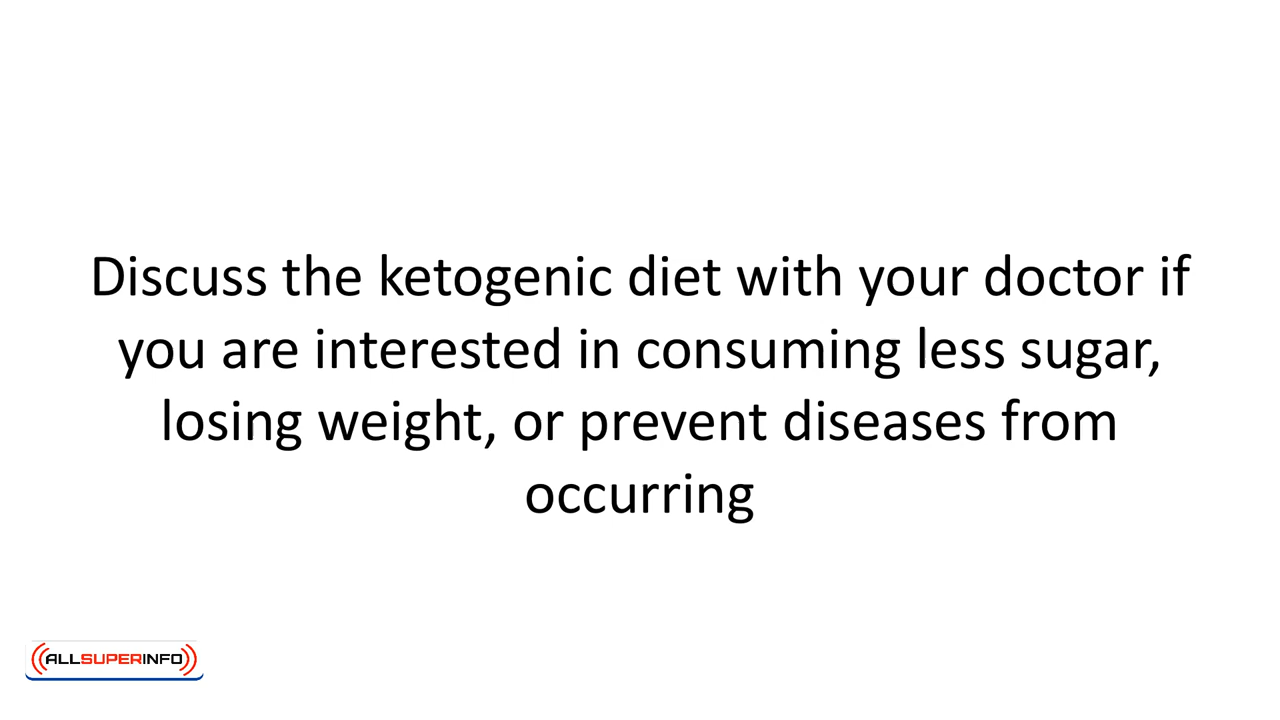 Discuss the ketogenic diet with your doctor if
you are interested in consuming less sugar,
losing weight, or prevent diseases from
occurring
ALLSUPERINFO